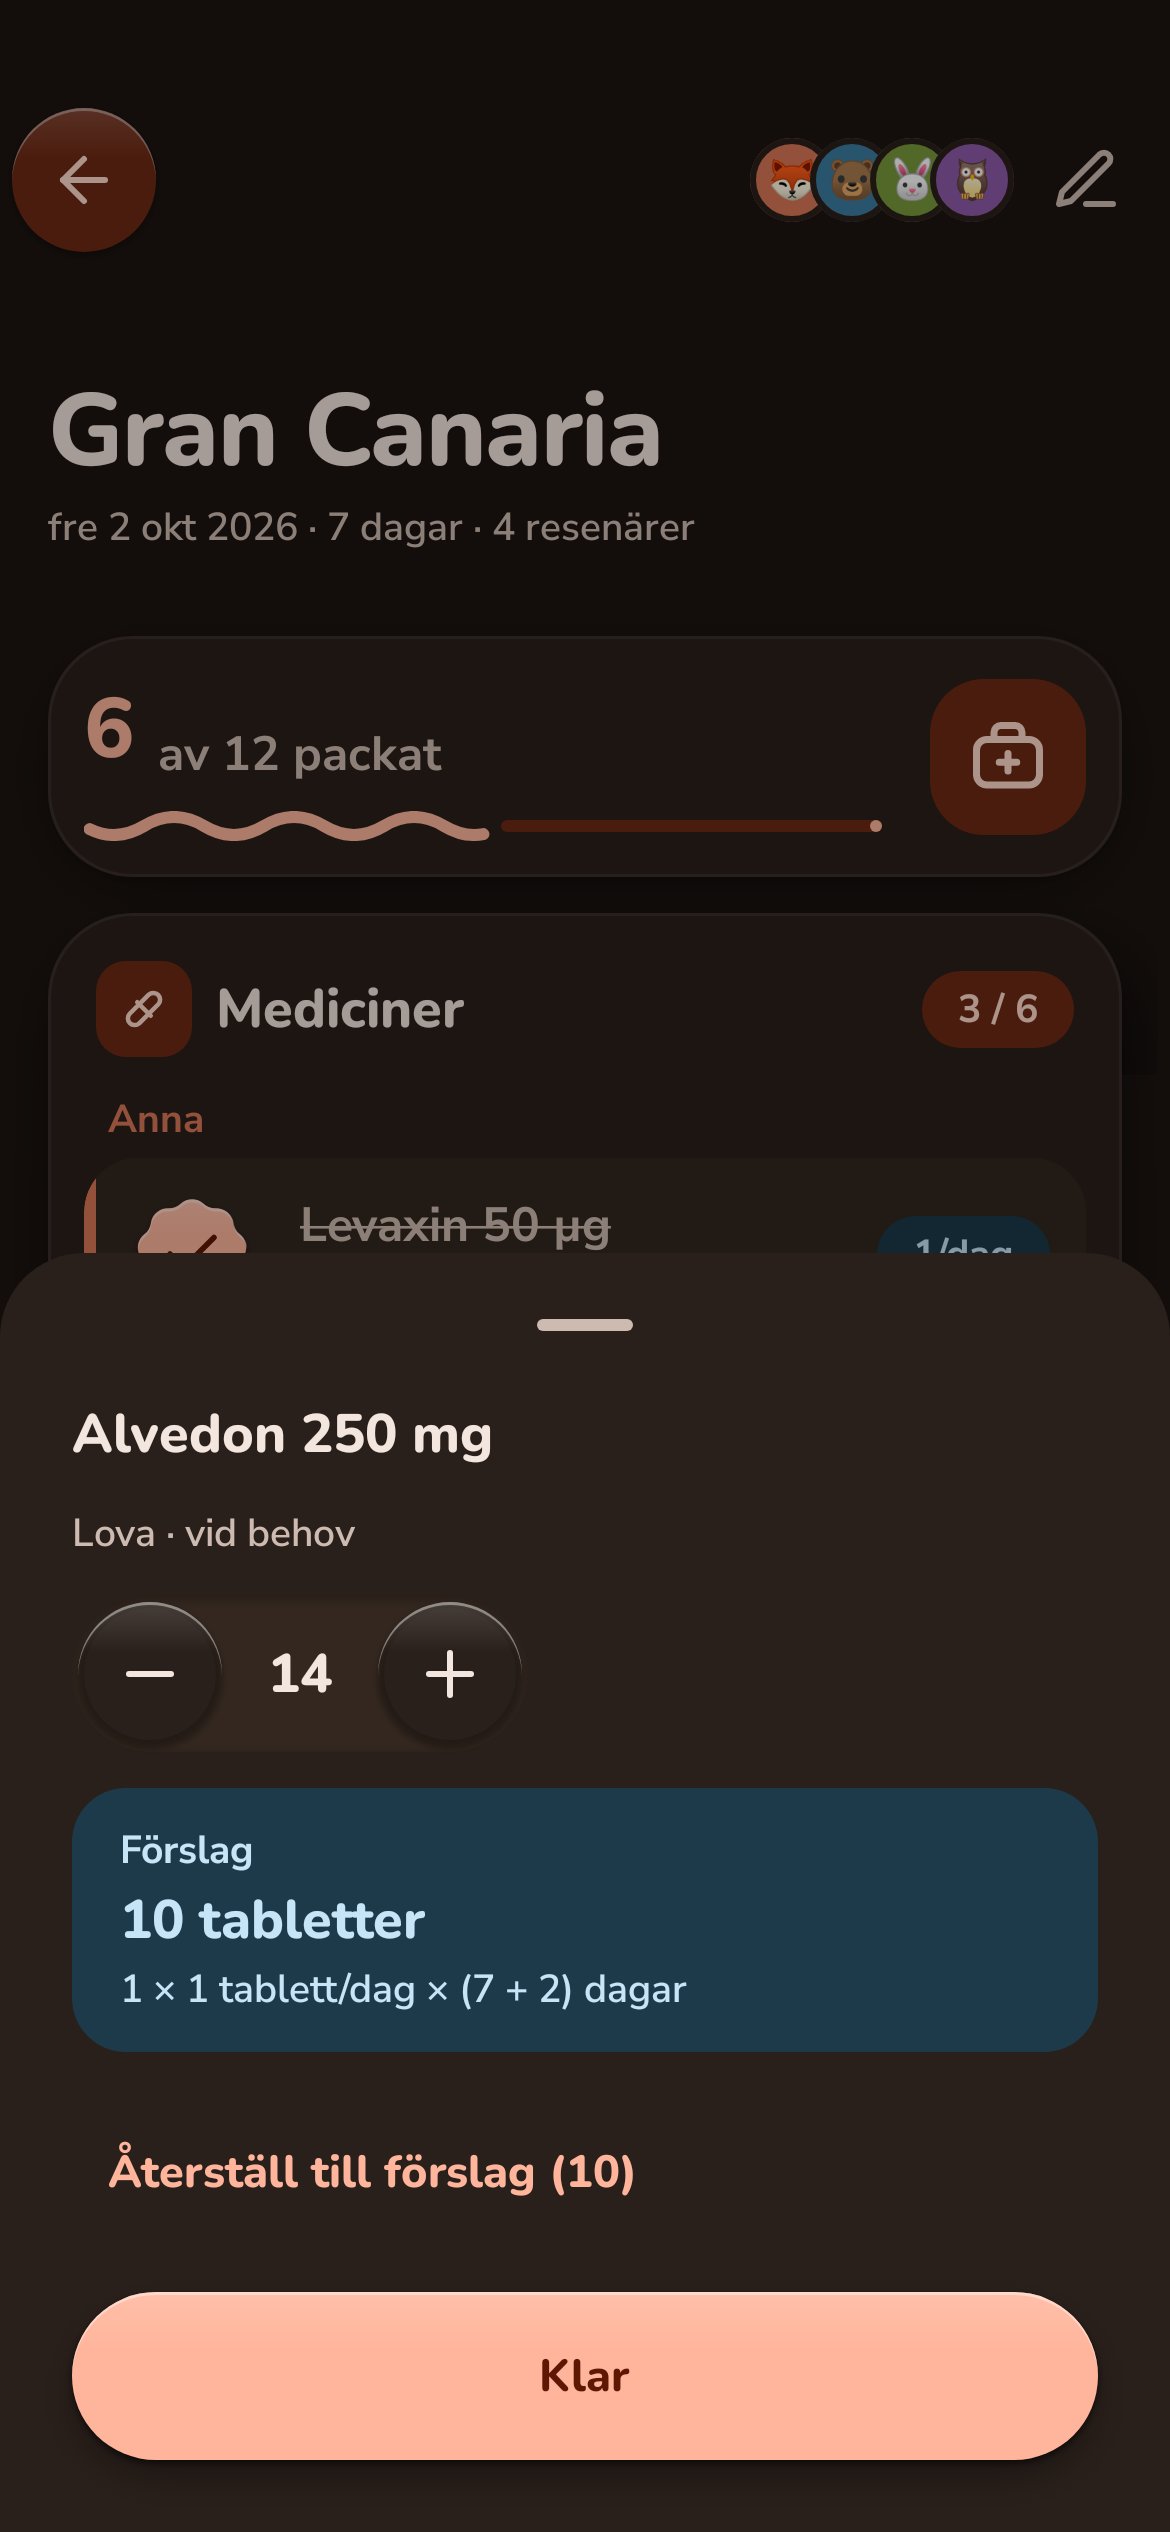 Gran Canaria
fre 2 okt 2026 · 7 dagar · 4 resenärer
6 av 12 packat
Mediciner
3 / 6
Anna
Levaxin 50 µg
1/dag
Alvedon 250 mg
Lova · vid behov
14
Förslag
10 tabletter
1 × 1 tablett/dag × (7 + 2) dagar
Återställ till förslag (10)
Klar